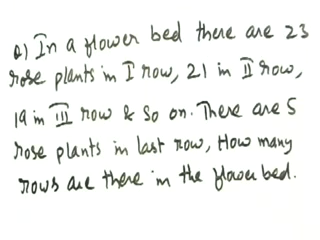 Q) In a flower bed there are 23
rose plants in I row, 21 in II row,
19 in III row & So on. There are 5
rose plants in last row, How many
rows are there in the flower bed.